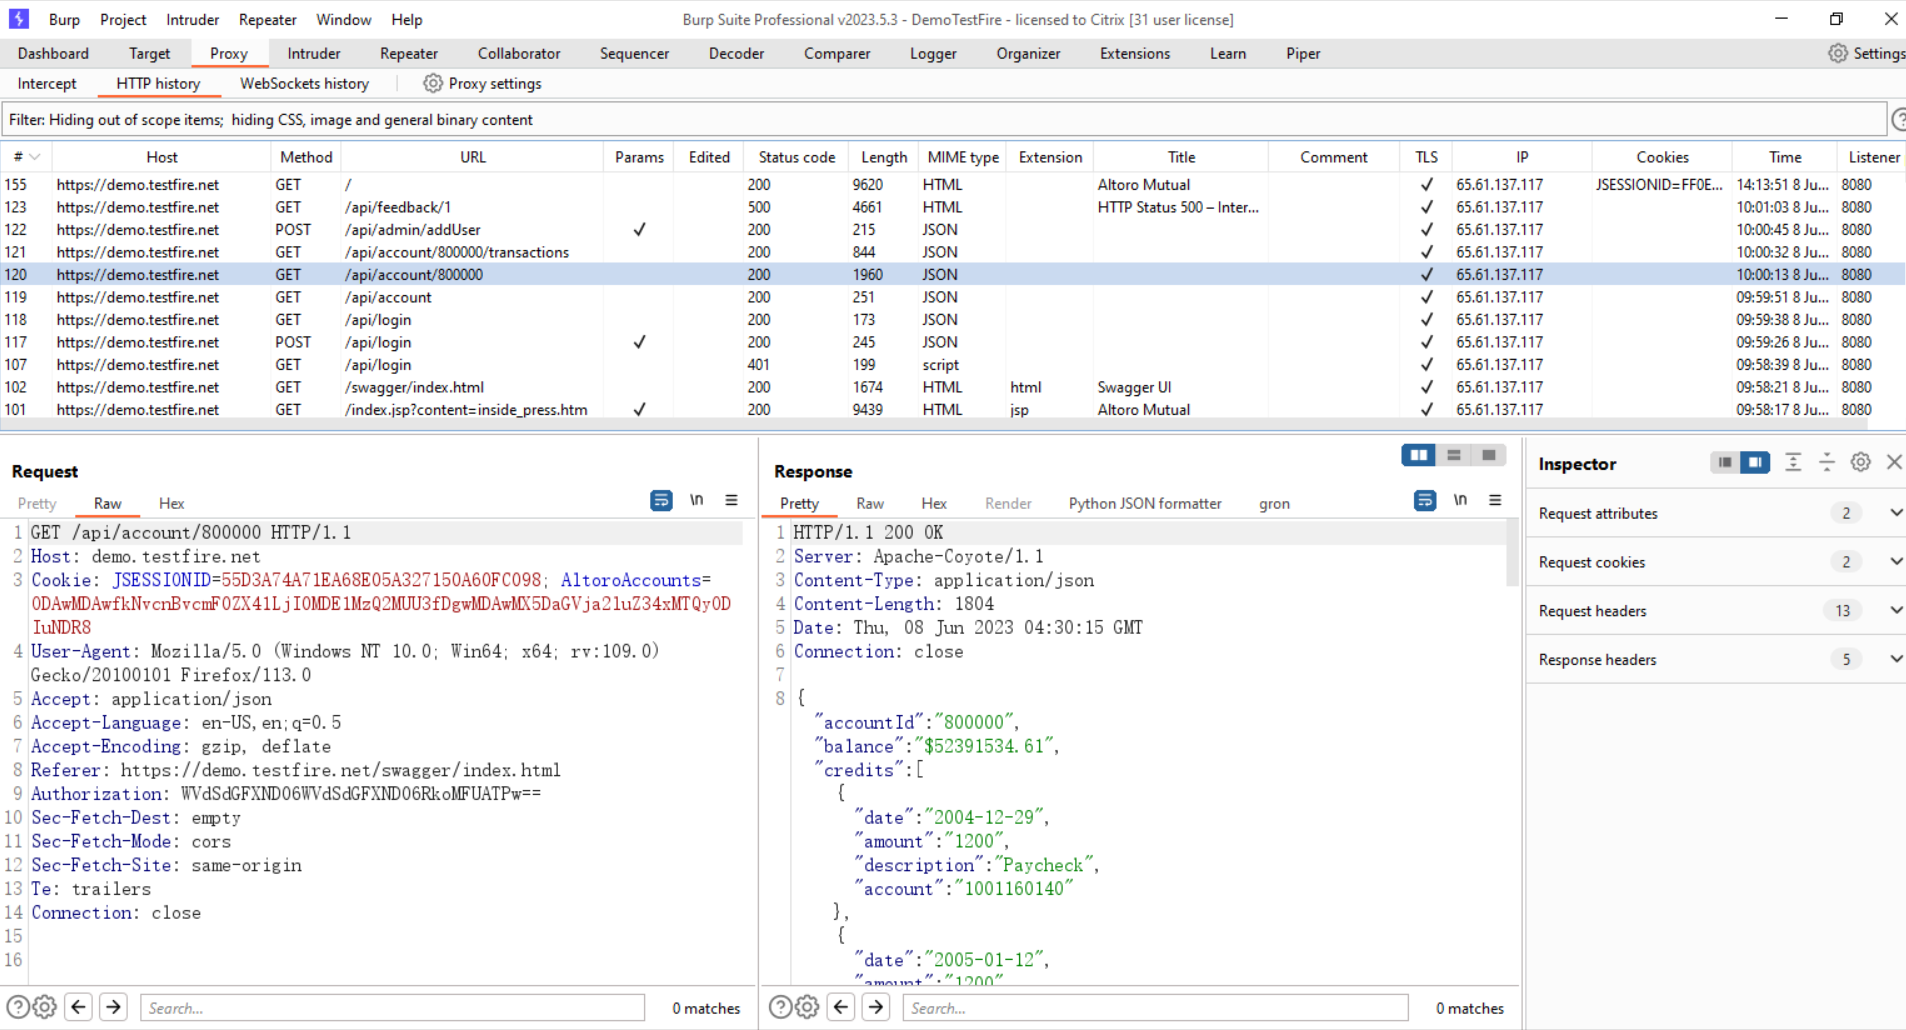 Burp Project Intruder Repeater Window Help Burp Suite Professional v2023.5.3 - DemoTestFire - licensed to Citrix [31 user license]
Dashboard Target Proxy Intruder Repeater Collaborator Sequencer Decoder Comparer Logger Organizer Extensions Learn Piper Settings
Intercept HTTP history WebSockets history Proxy settings
Filter: Hiding out of scope items; hiding CSS, image and general binary content
# Host Method URL Params Edited Status code Length MIME type Extension Title Comment TLS IP Cookies Time Listener
155 https://demo.testfire.net GET / 200 9620 HTML Altoro Mutual ✓ 65.61.137.117 JSESSIONID=FF0E... 14:13:51 8 Ju... 8080
123 https://demo.testfire.net GET /api/feedback/1 500 4661 HTML HTTP Status 500 – Inter... ✓ 65.61.137.117 10:01:03 8 Ju... 8080
122 https://demo.testfire.net POST /api/admin/addUser ✓ 200 215 JSON ✓ 65.61.137.117 10:00:45 8 Ju... 8080
121 https://demo.testfire.net GET /api/account/800000/transactions 200 844 JSON ✓ 65.61.137.117 10:00:32 8 Ju... 8080
120 https://demo.testfire.net GET /api/account/800000 200 1960 JSON ✓ 65.61.137.117 10:00:13 8 Ju... 8080
119 https://demo.testfire.net GET /api/account 200 251 JSON ✓ 65.61.137.117 09:59:51 8 Ju... 8080
118 https://demo.testfire.net GET /api/login 200 173 JSON ✓ 65.61.137.117 09:59:38 8 Ju... 8080
117 https://demo.testfire.net POST /api/login ✓ 200 245 JSON ✓ 65.61.137.117 09:59:26 8 Ju... 8080
107 https://demo.testfire.net GET /api/login 401 199 script ✓ 65.61.137.117 09:58:39 8 Ju... 8080
102 https://demo.testfire.net GET /swagger/index.html 200 1674 HTML html Swagger UI ✓ 65.61.137.117 09:58:21 8 Ju... 8080
101 https://demo.testfire.net GET /index.jsp?content=inside_press.htm ✓ 200 9439 HTML jsp Altoro Mutual ✓ 65.61.137.117 09:58:17 8 Ju... 8080
Request
Pretty Raw Hex \n
1 GET /api/account/800000 HTTP/1.1
2 Host: demo.testfire.net
3 Cookie: JSESSIONID=55D3A74A71EA68E05A327150A60FC098; AltoroAccounts=
ODAwMDAwfkNvcnBvcmF0ZX41LjI0MDE1MzQ2MUU3fDgwMDAwMX5DaGVja2luZ34xMTQyOD
IuNDR8
4 User-Agent: Mozilla/5.0 (Windows NT 10.0; Win64; x64; rv:109.0)
Gecko/20100101 Firefox/113.0
5 Accept: application/json
6 Accept-Language: en-US,en;q=0.5
7 Accept-Encoding: gzip, deflate
8 Referer: https://demo.testfire.net/swagger/index.html
9 Authorization: WVdSdGFXND06WVdSdGFXND06RkoMFUATPw==
10 Sec-Fetch-Dest: empty
11 Sec-Fetch-Mode: cors
12 Sec-Fetch-Site: same-origin
13 Te: trailers
14 Connection: close
15
16
Search... 0 matches
Response
Pretty Raw Hex Render Python JSON formatter gron \n
1 HTTP/1.1 200 OK
2 Server: Apache-Coyote/1.1
3 Content-Type: application/json
4 Content-Length: 1804
5 Date: Thu, 08 Jun 2023 04:30:15 GMT
6 Connection: close
7
8 {
"accountId":"800000",
"balance":"$52391534.61",
"credits":[
{
"date":"2004-12-29",
"amount":"1200",
"description":"Paycheck",
"account":"1001160140"
},
{
"date":"2005-01-12",
"amount":"1200"
Search... 0 matches
Inspector
Request attributes 2
Request cookies 2
Request headers 13
Response headers 5